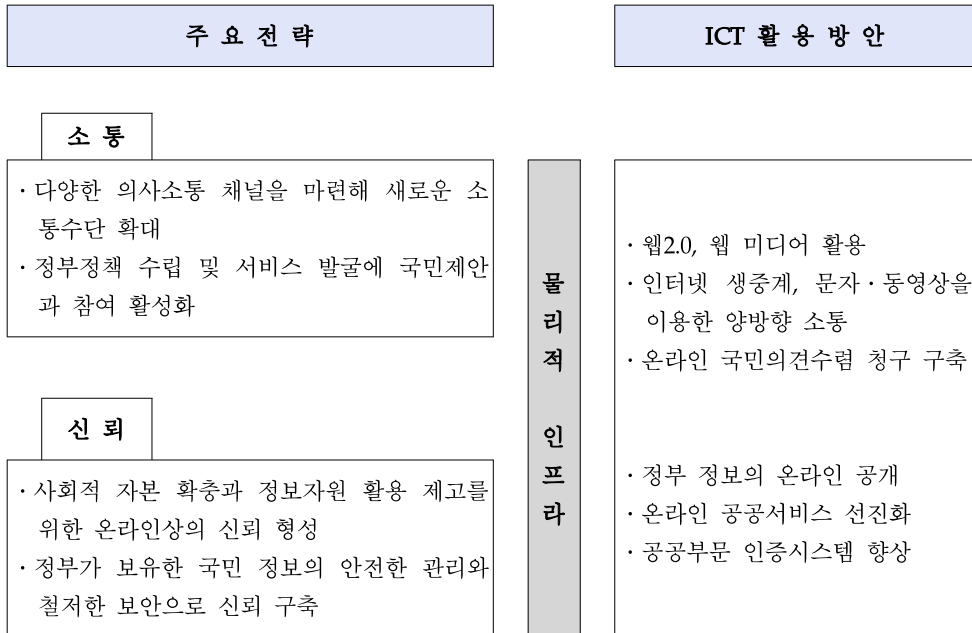 주 요 전 략
ICT 활 용 방 안
소 통
· 다양한 의사소통 채널을 마련해 새로운 소
통수단 확대
· 정부정책 수립 및 서비스 발굴에 국민제안
과 참여 활성화
신 뢰
· 사회적 자본 확충과 정보자원 활용 제고를
위한 온라인상의 신뢰 형성
· 정부가 보유한 국민 정보의 안전한 관리와
철저한 보안으로 신뢰 구축
물
리
적
인
프
라
· 웹2.0, 웹 미디어 활용
· 인터넷 생중계, 문자 · 동영상을
이용한 양방향 소통
· 온라인 국민의견수렴 청구 구축
· 정부 정보의 온라인 공개
· 온라인 공공서비스 선진화
· 공공부문 인증시스템 향상